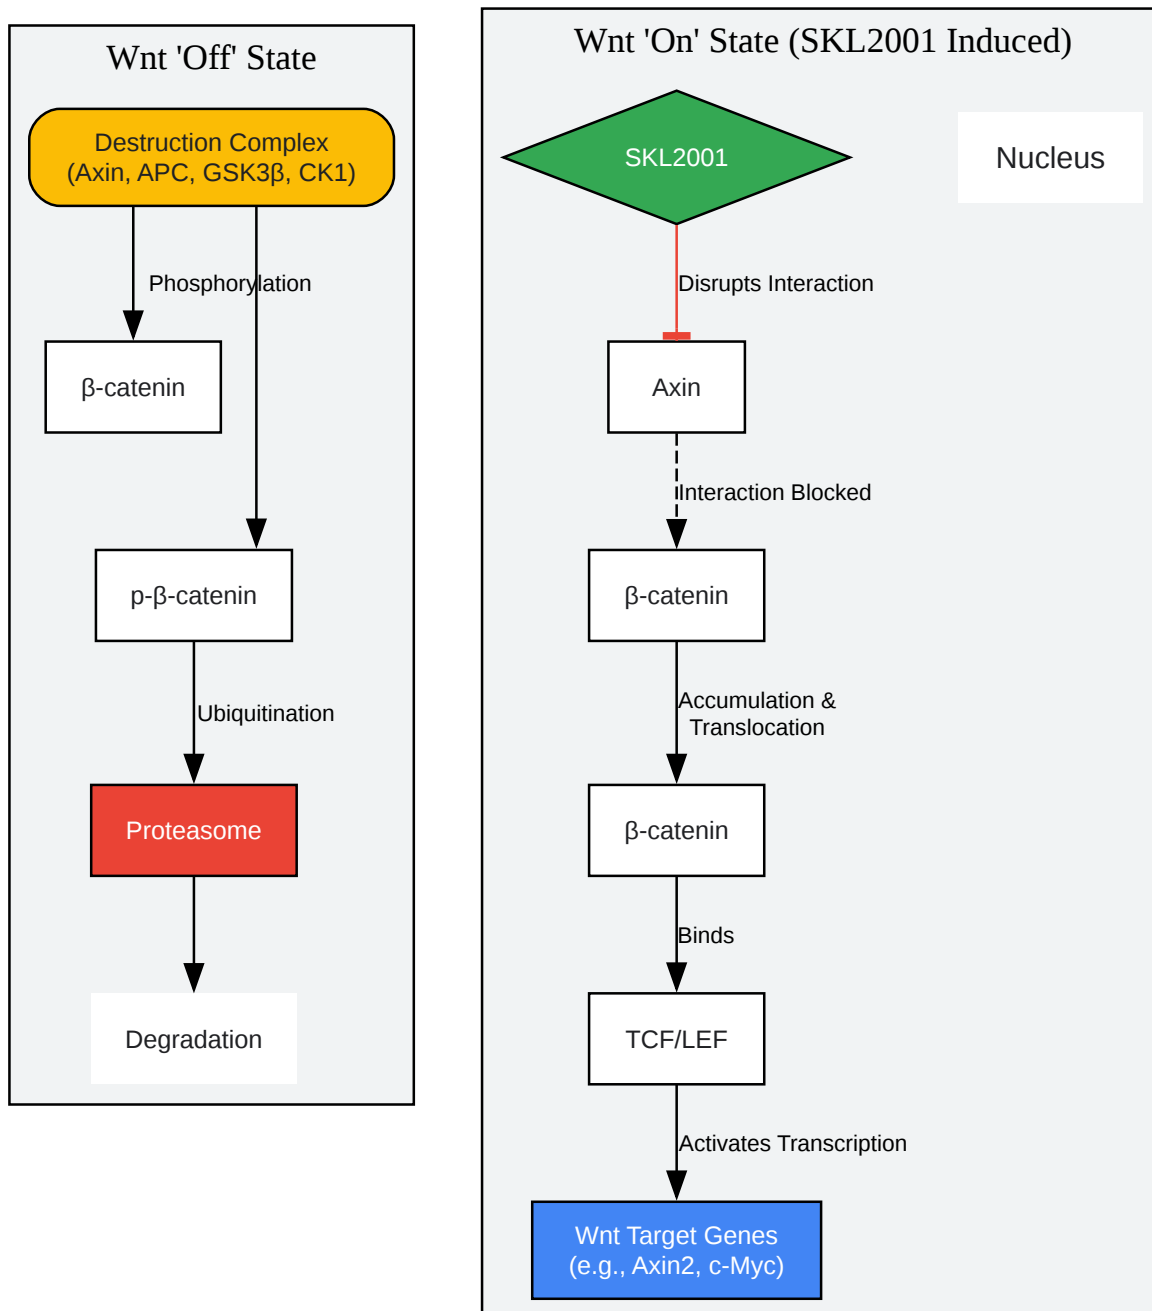 Wnt 'Off' State
Destruction Complex
(Axin, APC, GSK3β, CK1)
Phosphorylation
β-catenin
p-β-catenin
Ubiquitination
Proteasome
Degradation
Wnt 'On' State (SKL2001 Induced)
SKL2001
Nucleus
Disrupts Interaction
Axin
Interaction Blocked
β-catenin
Accumulation &
Translocation
β-catenin
Binds
TCF/LEF
Activates Transcription
Wnt Target Genes
(e.g., Axin2, c-Myc)